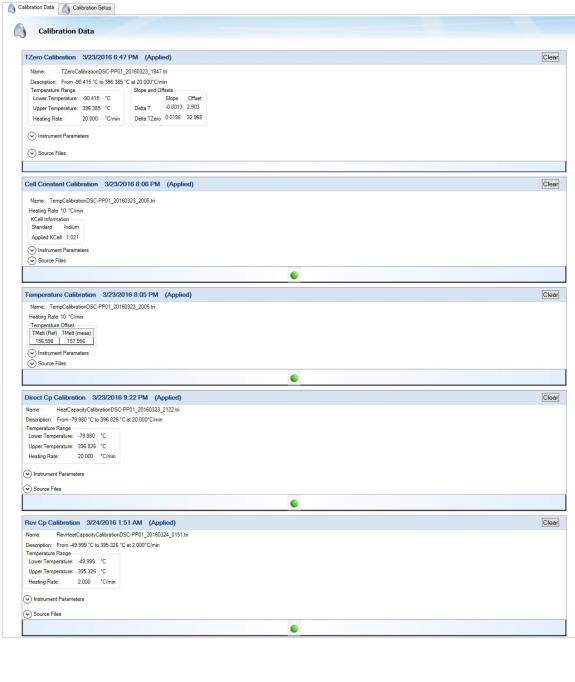 Calibration Data Calibration Setup
Calibration Data
TZero Calibration 3/23/2016 6:47 PM (Applied) Clear
Name: TZeroCalibrationDSC-PP01_20160323_1847.tri
Description: From -90.415 °C to 396.385 °C at 20.000°C/min
Temperature Range Slope and Offsets
Lower Temperature: -90.415 °C Slope Offset
Upper Temperature: 396.385 °C Delta T -0.0013 2.903
Heating Rate: 20.000 °C/min Delta TZero 0.0198 32.968
Instrument Parameters
Source Files
Cell Constant Calibration 3/23/2016 8:06 PM (Applied) Clear
Name: TempCalibrationDSC-PP01_20160323_2005.tri
Heating Rate 10 °C/min
KCell Information
Standard Indium
Applied KCell 1.021
Instrument Parameters
Source Files
Temperature Calibration 3/23/2016 8:05 PM (Applied) Clear
Name: TempCalibrationDSC-PP01_20160323_2005.tri
Heating Rate 10 °C/min
Temperature Offset
TMelt (Ref) TMelt (meas)
156.598 157.996
Instrument Parameters
Source Files
Direct Cp Calibration 3/23/2016 9:22 PM (Applied) Clear
Name: HeatCapacityCalibrationDSC-PP01_20160323_2122.tri
Description: From -79.980 °C to 396.826 °C at 20.000°C/min
Temperature Range
Lower Temperature: -79.980 °C
Upper Temperature: 396.826 °C
Heating Rate: 20.000 °C/min
Instrument Parameters
Source Files
Rev Cp Calibration 3/24/2016 1:51 AM (Applied) Clear
Name: RevHeatCapacityCalibrationDSC-PP01_20160324_0151.tri
Description: From -49.999 °C to 395.326 °C at 2.000°C/min
Temperature Range
Lower Temperature: -49.999 °C
Upper Temperature: 395.326 °C
Heating Rate: 2.000 °C/min
Instrument Parameters
Source Files